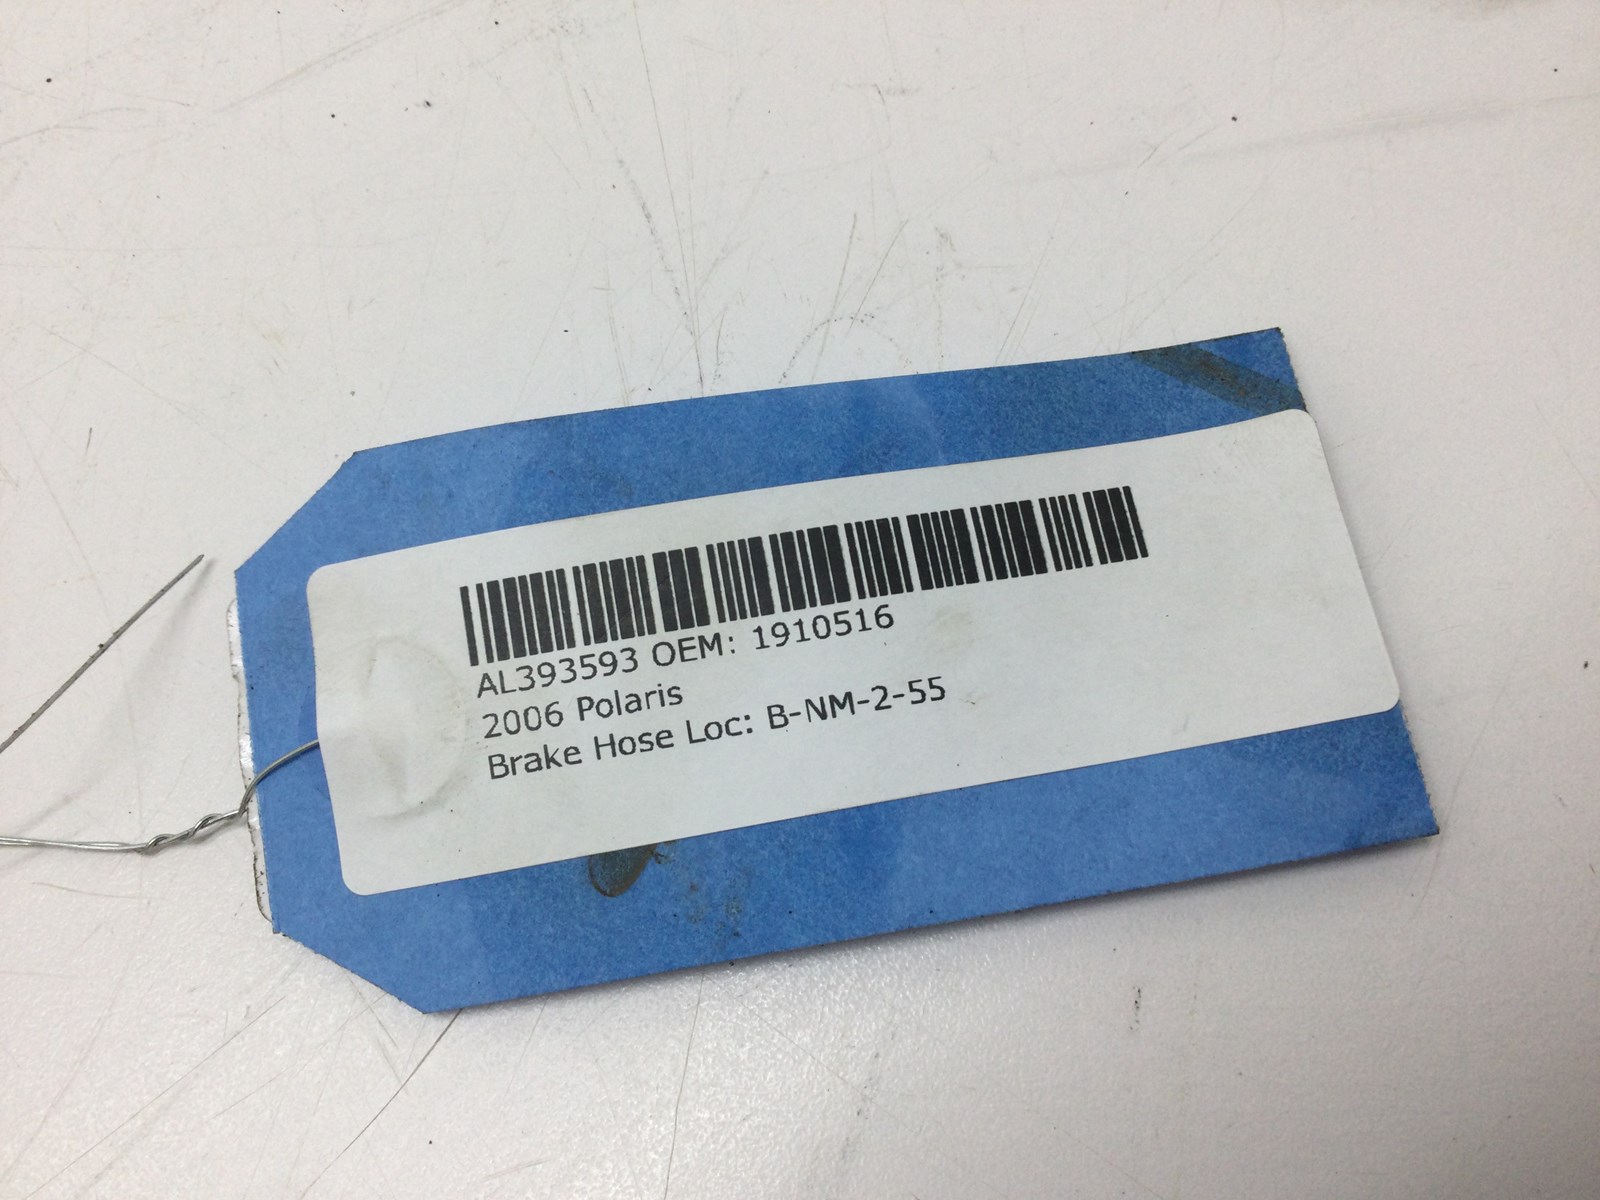 AL393593 OEM: 1910516
2006 Polaris
Brake Hose Loc: B-NM-2-55